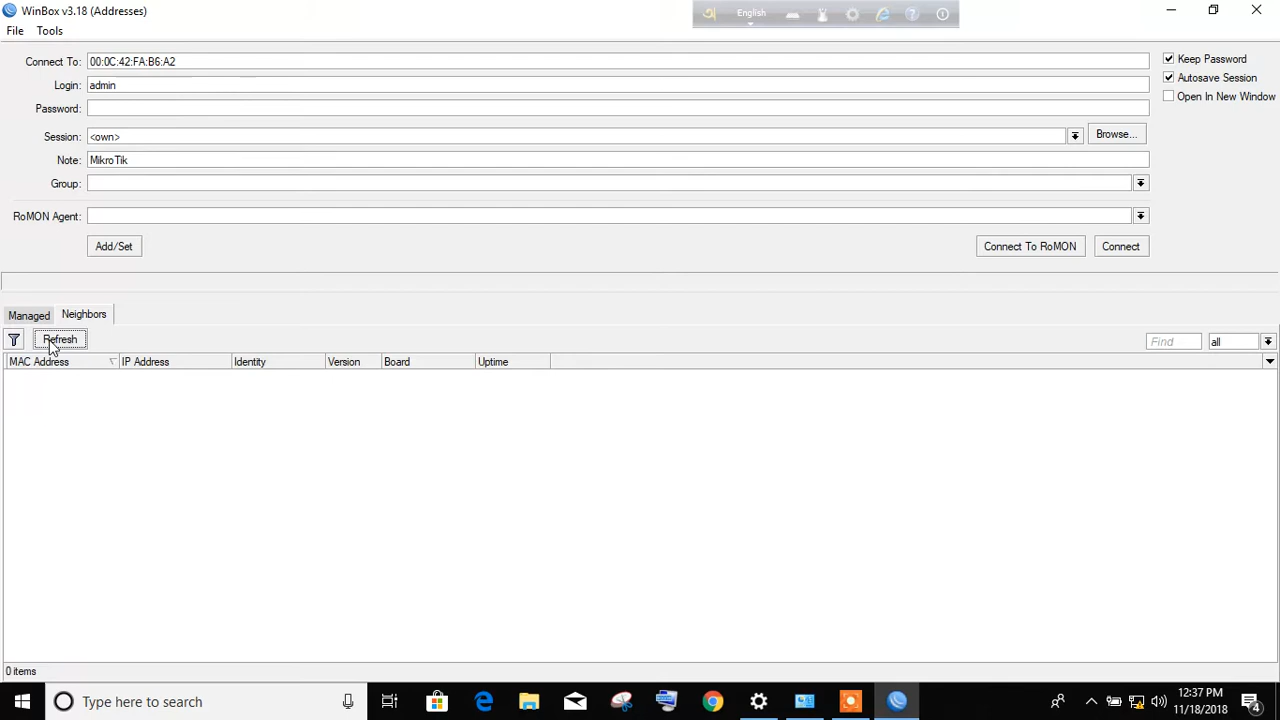 WinBox v3.18 (Addresses)
English
File Tools
Connect To: 00:0C:42:FA:B6:A2
Keep Password
Login: admin
Autosave Session
Open In New Window
Password:
Session: <own>
Browse...
Note: MikroTik
Group:
RoMON Agent:
Add/Set
Connect To RoMON
Connect
Managed
Neighbors
Refresh
Find
all
MAC Address IP Address Identity Version Board Uptime
0 items
Type here to search
12:37 PM
11/18/2018
4